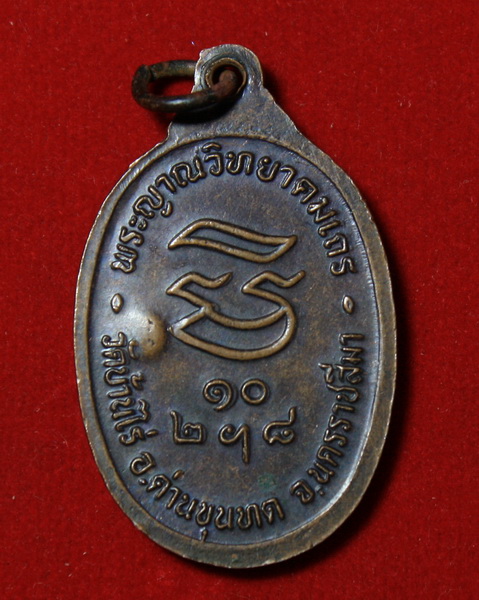 พระญาณวิทยาคมเถร
๑๐
๒ ๗ ๘
วัดบ้านไร่ อ.ด่านขุนทด จ.นครราชสีมา